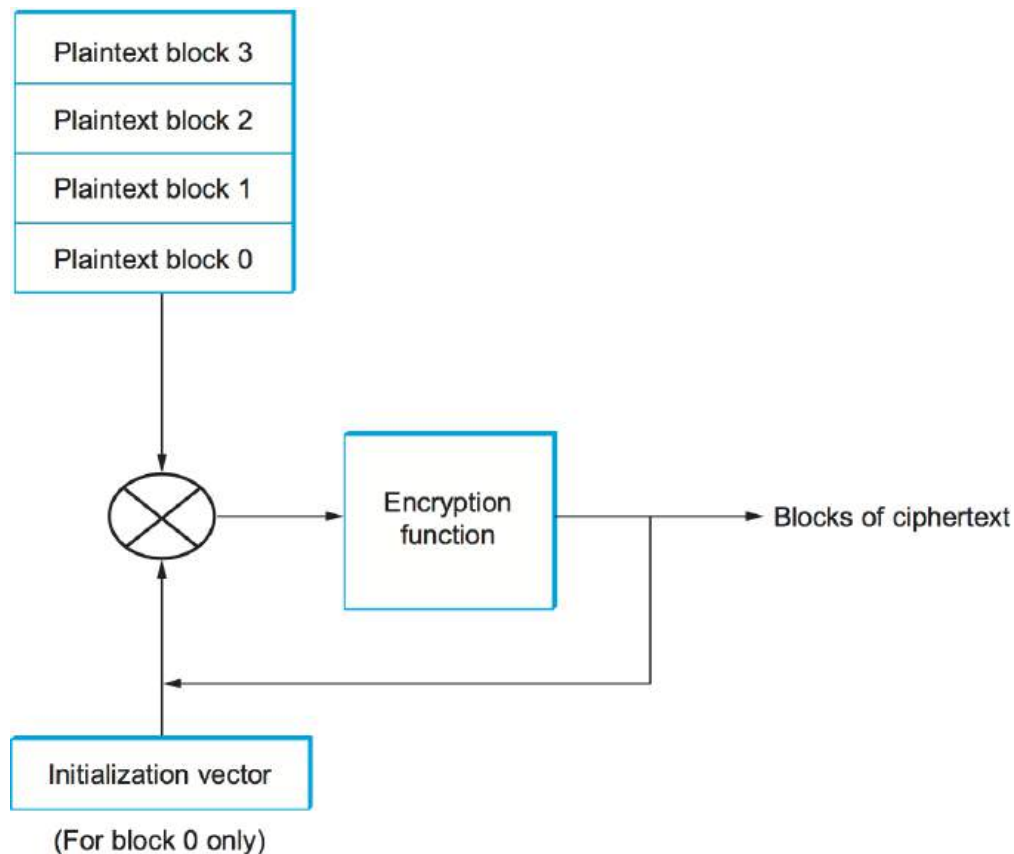 Plaintext block 3
Plaintext block 2
Plaintext block 1
Plaintext block 0
Encryption
function
Blocks of ciphertext
Initialization vector
(For block 0 only)